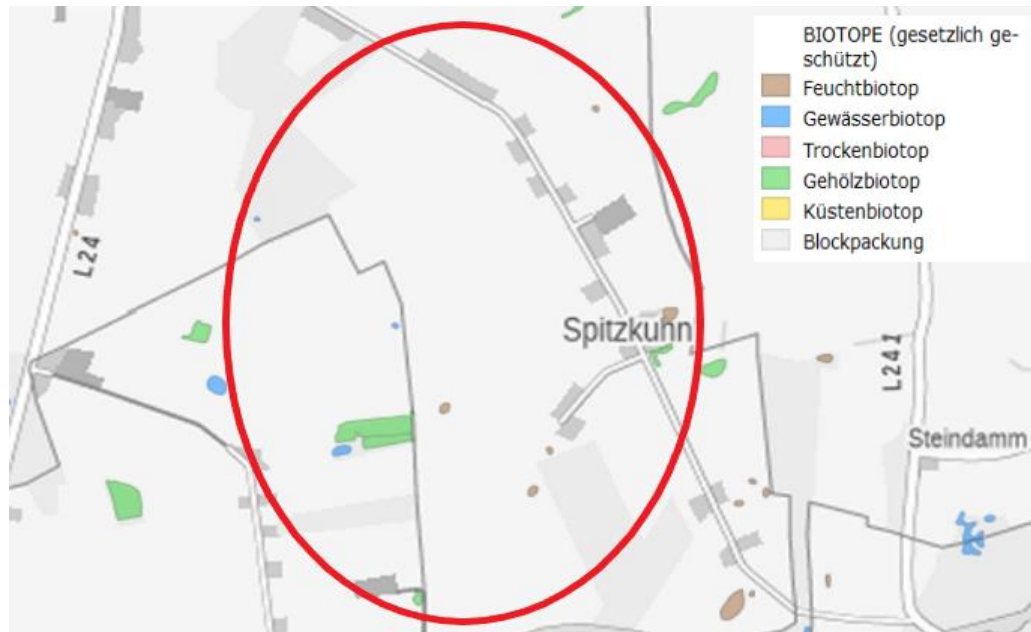 BIOTOPE (gesetzlich ge-
schützt)
Feuchtbiotop
Gewässerbiotop
Trockenbiotop
Gehölzbiotop
Küstenbiotop
Blockpackung
L24
Spitzkuhn
L241
Steindamm